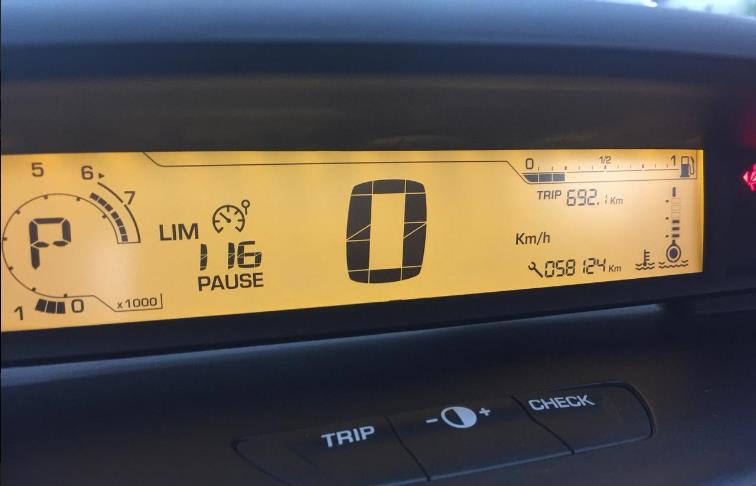 5 6 7
P
1 0 x1000
LIM
116
PAUSE
0
0 1/2 1
TRIP 692.1 Km
Km/h
058124 Km
TRIP
- +
CHECK